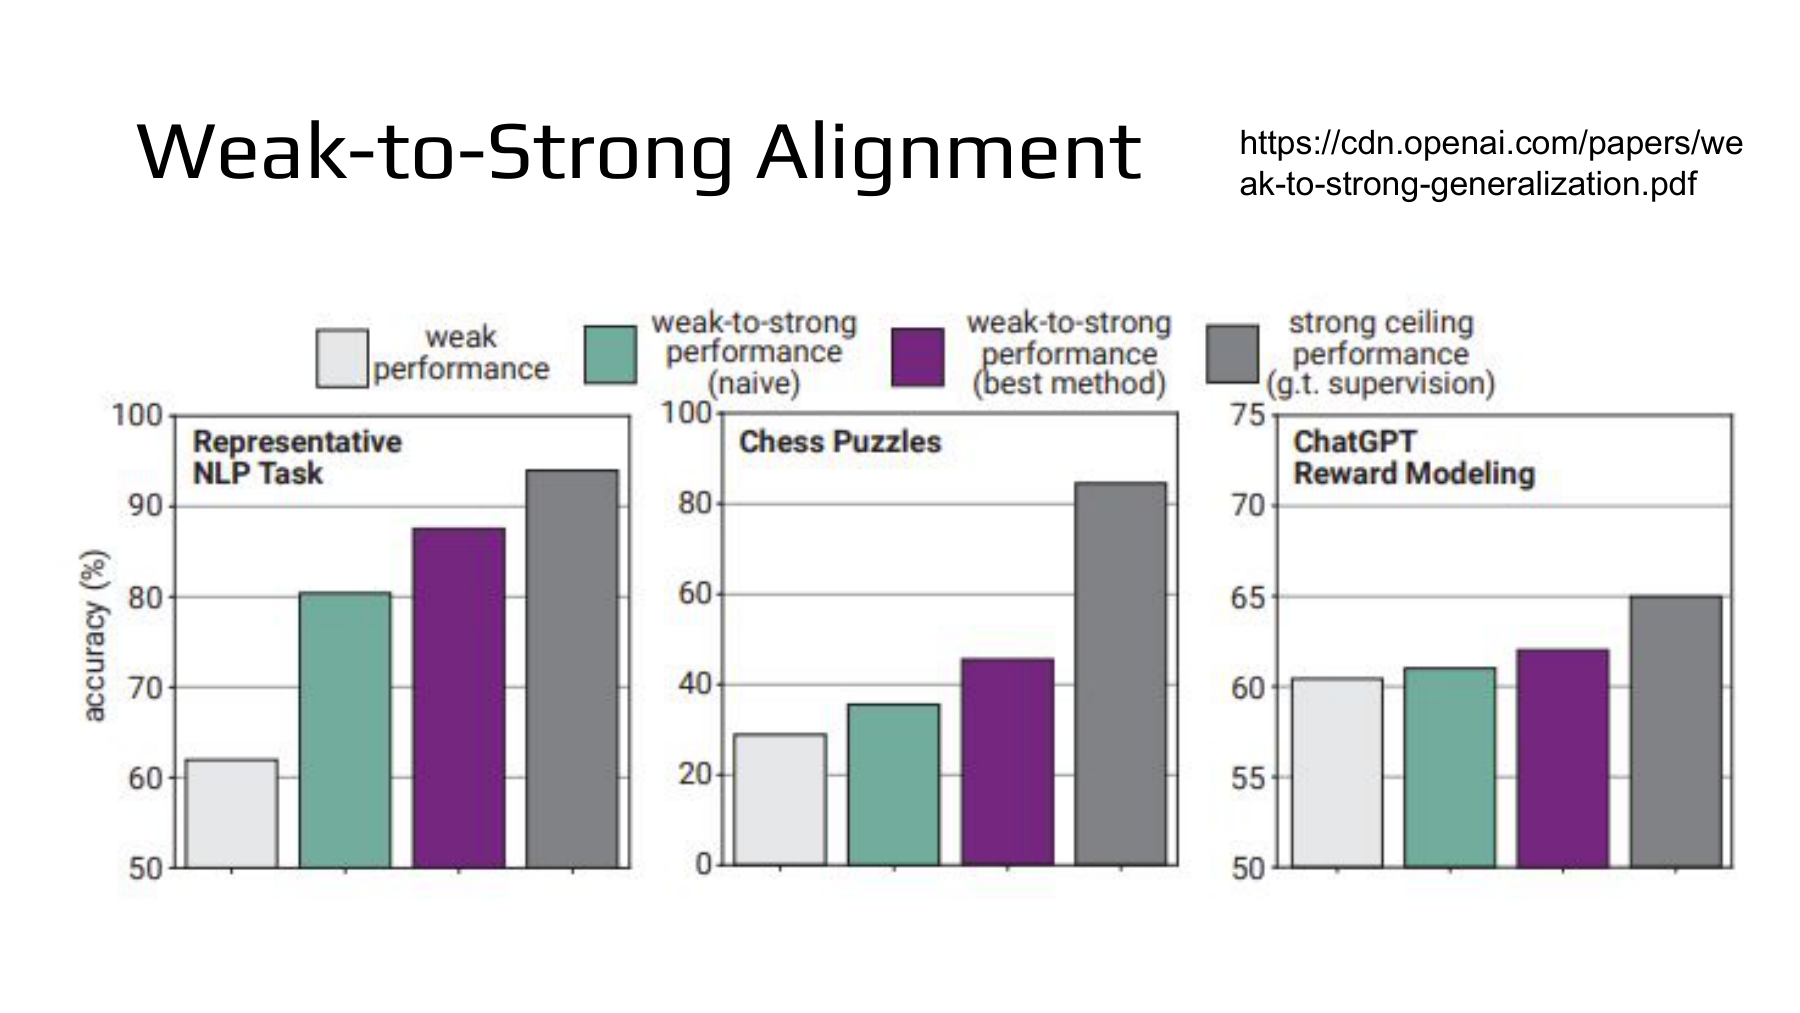 Weak-to-Strong Alignment
https://cdn.openai.com/papers/we
ak-to-strong-generalization.pdf
weak
performance
weak-to-strong
performance
(naive)
weak-to-strong
performance
(best method)
strong ceiling
performance
(g.t. supervision)
accuracy (%)
100
90
80
70
60
50
Representative
NLP Task
100
80
60
40
20
0
Chess Puzzles
75
70
65
60
55
50
ChatGPT
Reward Modeling